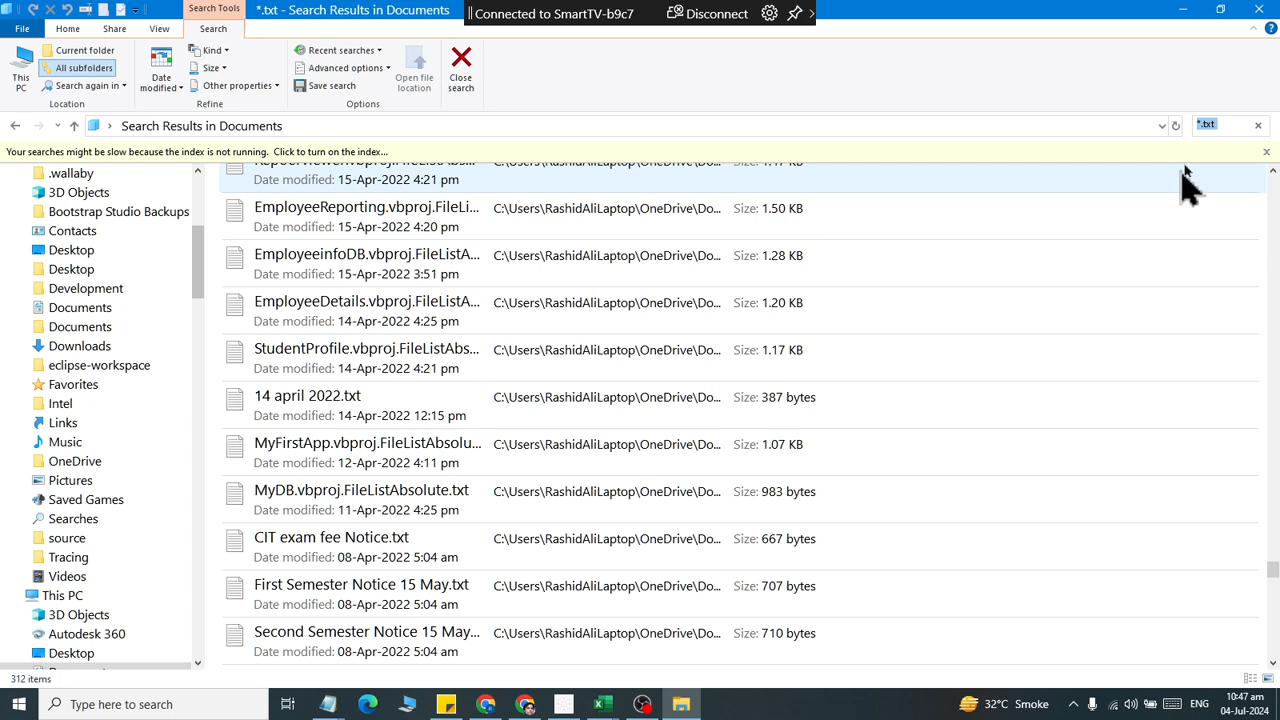 Search Tools
*.txt - Search Results in Documents
Connected to SmartTV-b9c7
Disconnect
File
Home
Share
View
Search
This PC
Current folder
All subfolders
Search again in
Location
Date modified
Kind
Size
Other properties
Refine
Recent searches
Advanced options
Save search
Options
Open file location
Close search
Search Results in Documents
*.txt
Your searches might be slow because the index is not running. Click to turn on the index...
.wallaby
3D Objects
Bootstrap Studio Backups
Contacts
Desktop
Desktop
Development
Documents
Documents
Downloads
eclipse-workspace
Favorites
Intel
Links
Music
OneDrive
Pictures
Saved Games
Searches
source
Tracing
Videos
This PC
3D Objects
Autodesk 360
Desktop
Date modified: 15-Apr-2022 4:21 pm
EmployeeReporting.vbproj.FileLi... C:\Users\RashidAliLaptop\OneDrive\Do... Size: 1.50 KB
Date modified: 15-Apr-2022 4:20 pm
EmployeeinfoDB.vbproj.FileListA... C:\Users\RashidAliLaptop\OneDrive\Do... Size: 1.28 KB
Date modified: 15-Apr-2022 3:51 pm
EmployeeDetails.vbproj.FileListA... C:\Users\RashidAliLaptop\OneDrive\Do... Size: 1.20 KB
Date modified: 14-Apr-2022 4:25 pm
StudentProfile.vbproj.FileListAbs... C:\Users\RashidAliLaptop\OneDrive\Do... Size: 1.17 KB
Date modified: 14-Apr-2022 4:21 pm
14 april 2022.txt C:\Users\RashidAliLaptop\OneDrive\Do... Size: 387 bytes
Date modified: 14-Apr-2022 12:15 pm
MyFirstApp.vbproj.FileListAbsolu... C:\Users\RashidAliLaptop\OneDrive\Do... Size: 1.07 KB
Date modified: 12-Apr-2022 4:11 pm
MyDB.vbproj.FileListAbsolute.txt C:\Users\RashidAliLaptop\OneDrive\Do... Size: 983 bytes
Date modified: 11-Apr-2022 4:25 pm
CIT exam fee Notice.txt C:\Users\RashidAliLaptop\OneDrive\Do... Size: 667 bytes
Date modified: 08-Apr-2022 5:04 am
First Semester Notice 15 May.txt C:\Users\RashidAliLaptop\OneDrive\Do... Size: 707 bytes
Date modified: 08-Apr-2022 5:04 am
Second Semester Notice 15 May... C:\Users\RashidAliLaptop\OneDrive\Do... Size: 710 bytes
Date modified: 08-Apr-2022 5:04 am
312 items
Type here to search
32°C Smoke
ENG
10:47 am
04-Jul-2024